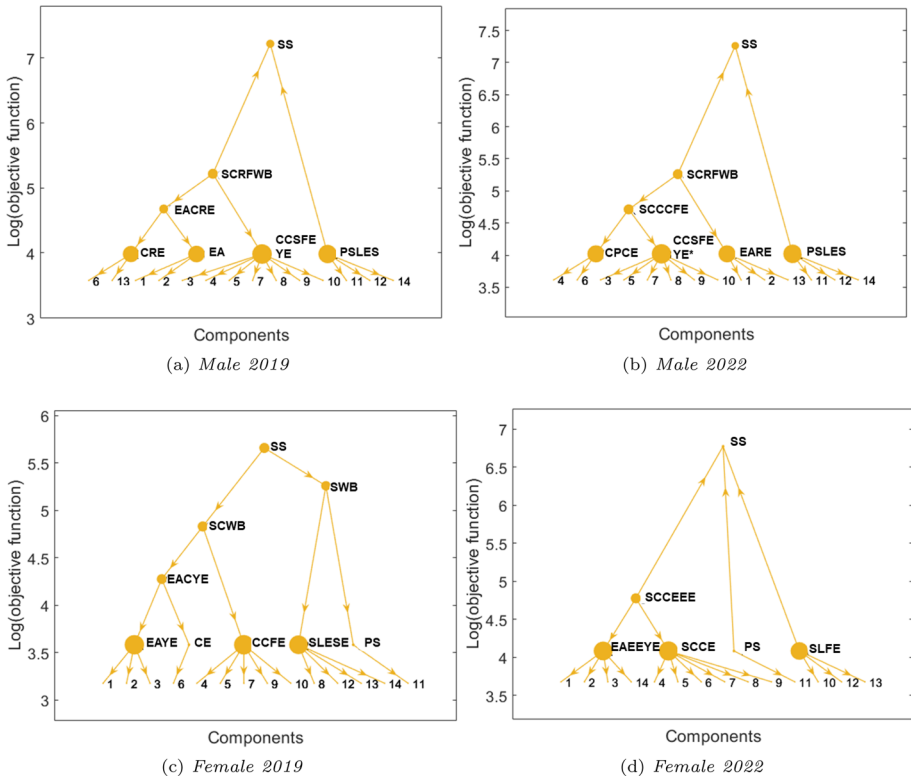 7
6
5
4
3
Log(objective function)
SS
SCRFWB
EACRE
CRE
EA
CCSFE
YE
PSLES
6 13 1 2 3 4 5 7 8 9 10 11 12 14
Components
(a) Male 2019
7.5
7
6.5
6
5.5
5
4.5
4
3.5
Log(objective function)
SS
SCRFWB
SCCCFE
CPCE
CCSFE
YE*
EARE
PSLES
4 6 3 5 7 8 9 10 1 2 13 11 12 14
Components
(b) Male 2022
6
5.5
5
4.5
4
3.5
3
Log(objective function)
SS
SWB
SCWB
EACYE
EAYE
CE
CCFE
SLESE
PS
1 2 3 6 4 5 7 9 10 8 12 13 14 11
Components
(c) Female 2019
7
6.5
6
5.5
5
4.5
4
3.5
Log(objective function)
SS
SCCEEE
EAEEYE
SCCE
PS
SLFE
1 2 3 14 4 5 6 7 8 9 11 10 12 13
Components
(d) Female 2022